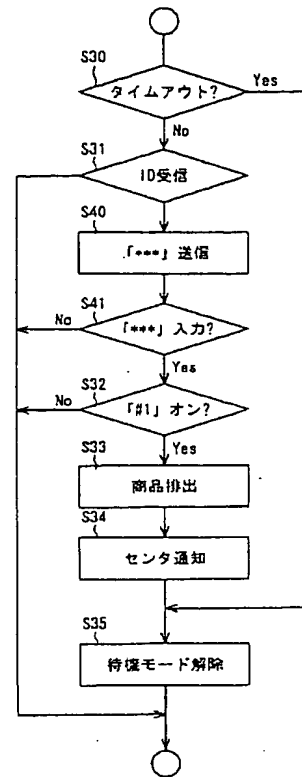 S30
タイムアウト?
Yes
No
S31
ID受信
S40
「***」送信
S41
「***」入力?
No
Yes
S32
「#1」オン?
No
Yes
S33
商品排出
S34
センタ通知
S35
待機モード解除